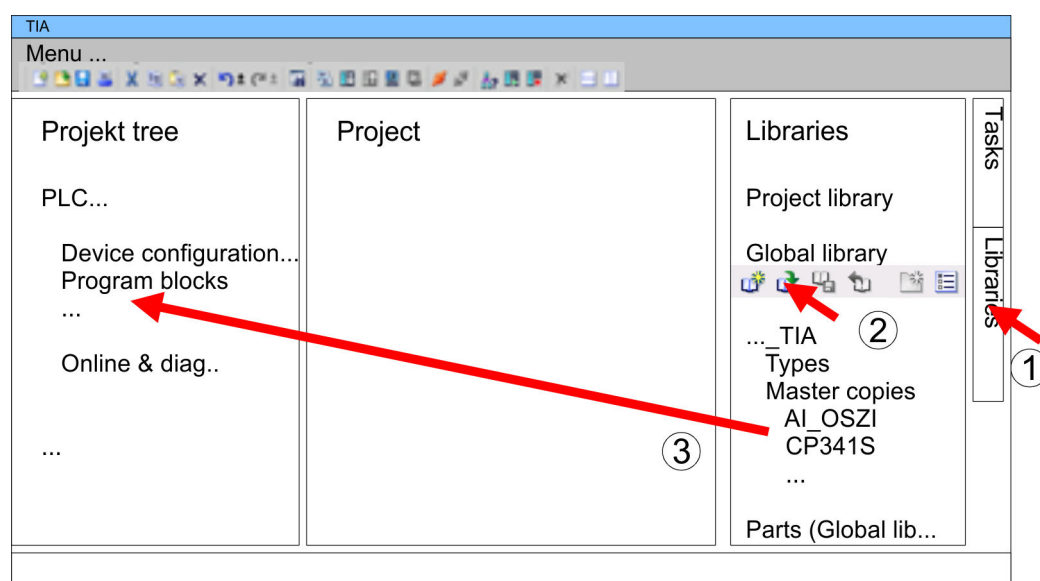 TIA
Menu ...
Projekt tree
PLC...
Device configuration...
Program blocks
...
Online & diag..
...
Project
3
Libraries
Project library
Global library
2
..._TIA
Types
Master copies
AI_OSZI
CP341S
...
Parts (Global lib...
Tasks
Libraries
1